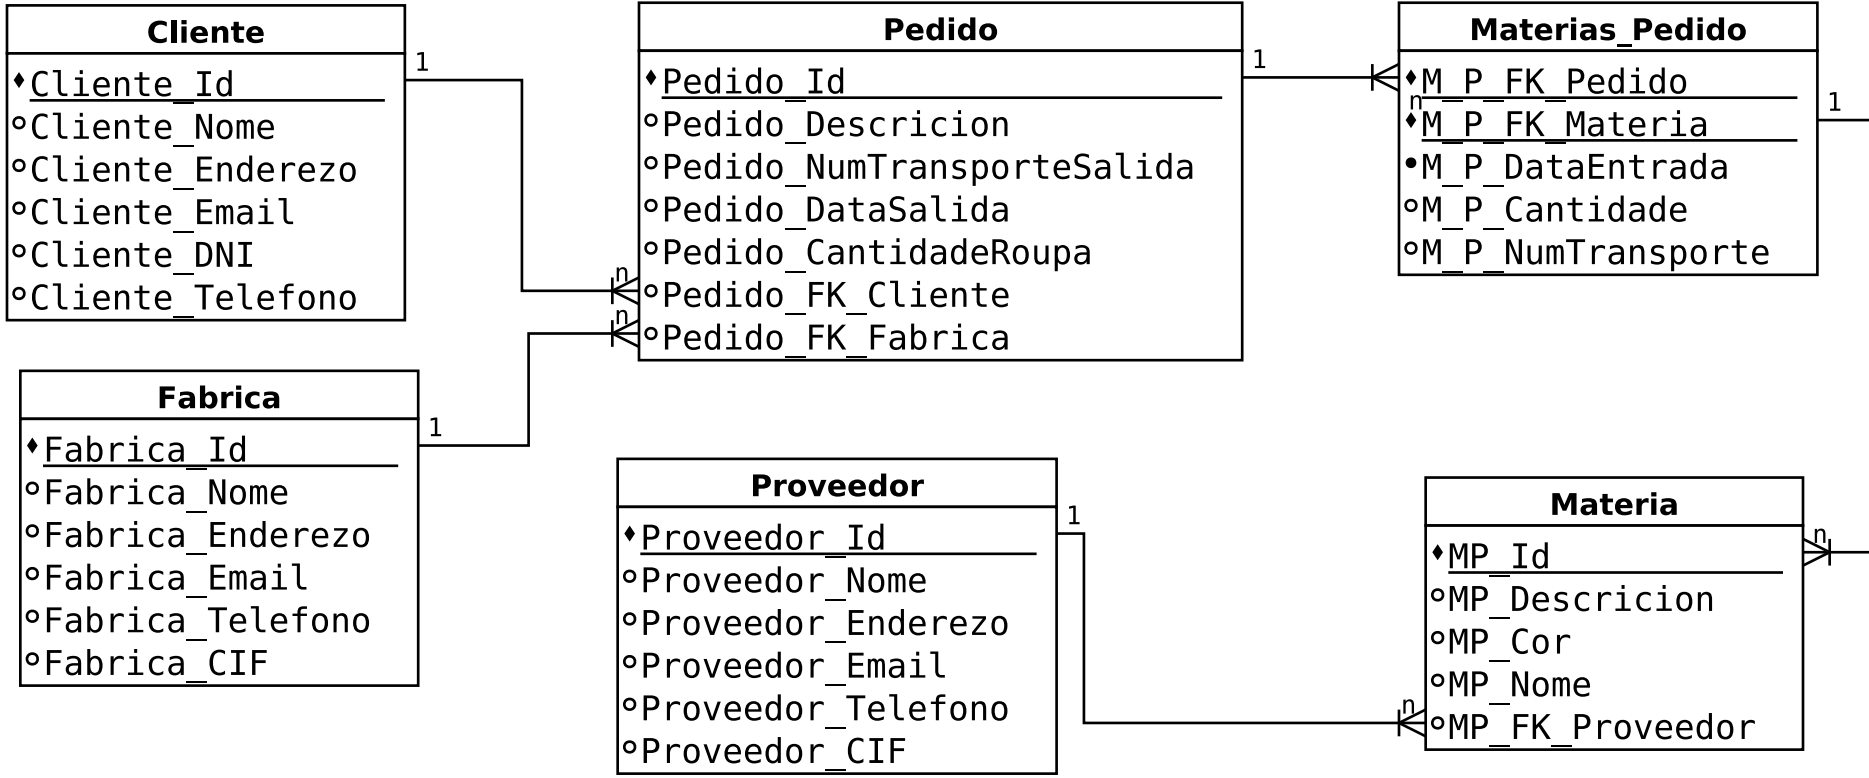 Cliente
1
Cliente_Id
Cliente_Nome
Cliente_Enderezo
Cliente_Email
Cliente_DNI
Cliente_Telefono
Pedido
1
Pedido_Id
Pedido_Descricion
Pedido_NumTransporteSalida
Pedido_DataSalida
Pedido_CantidadeRoupa
n
Pedido_FK_Cliente
n
Pedido_FK_Fabrica
Materias_Pedido
M_P_FK_Pedido
n
1
M_P_FK_Materia
M_P_DataEntrada
M_P_Cantidade
M_P_NumTransporte
Fabrica
1
Fabrica_Id
Fabrica_Nome
Fabrica_Enderezo
Fabrica_Email
Fabrica_Telefono
Fabrica_CIF
Proveedor
1
Proveedor_Id
Proveedor_Nome
Proveedor_Enderezo
Proveedor_Email
Proveedor_Telefono
Proveedor_CIF
Materia
n
MP_Id
MP_Descricion
MP_Cor
MP_Nome
n
MP_FK_Proveedor